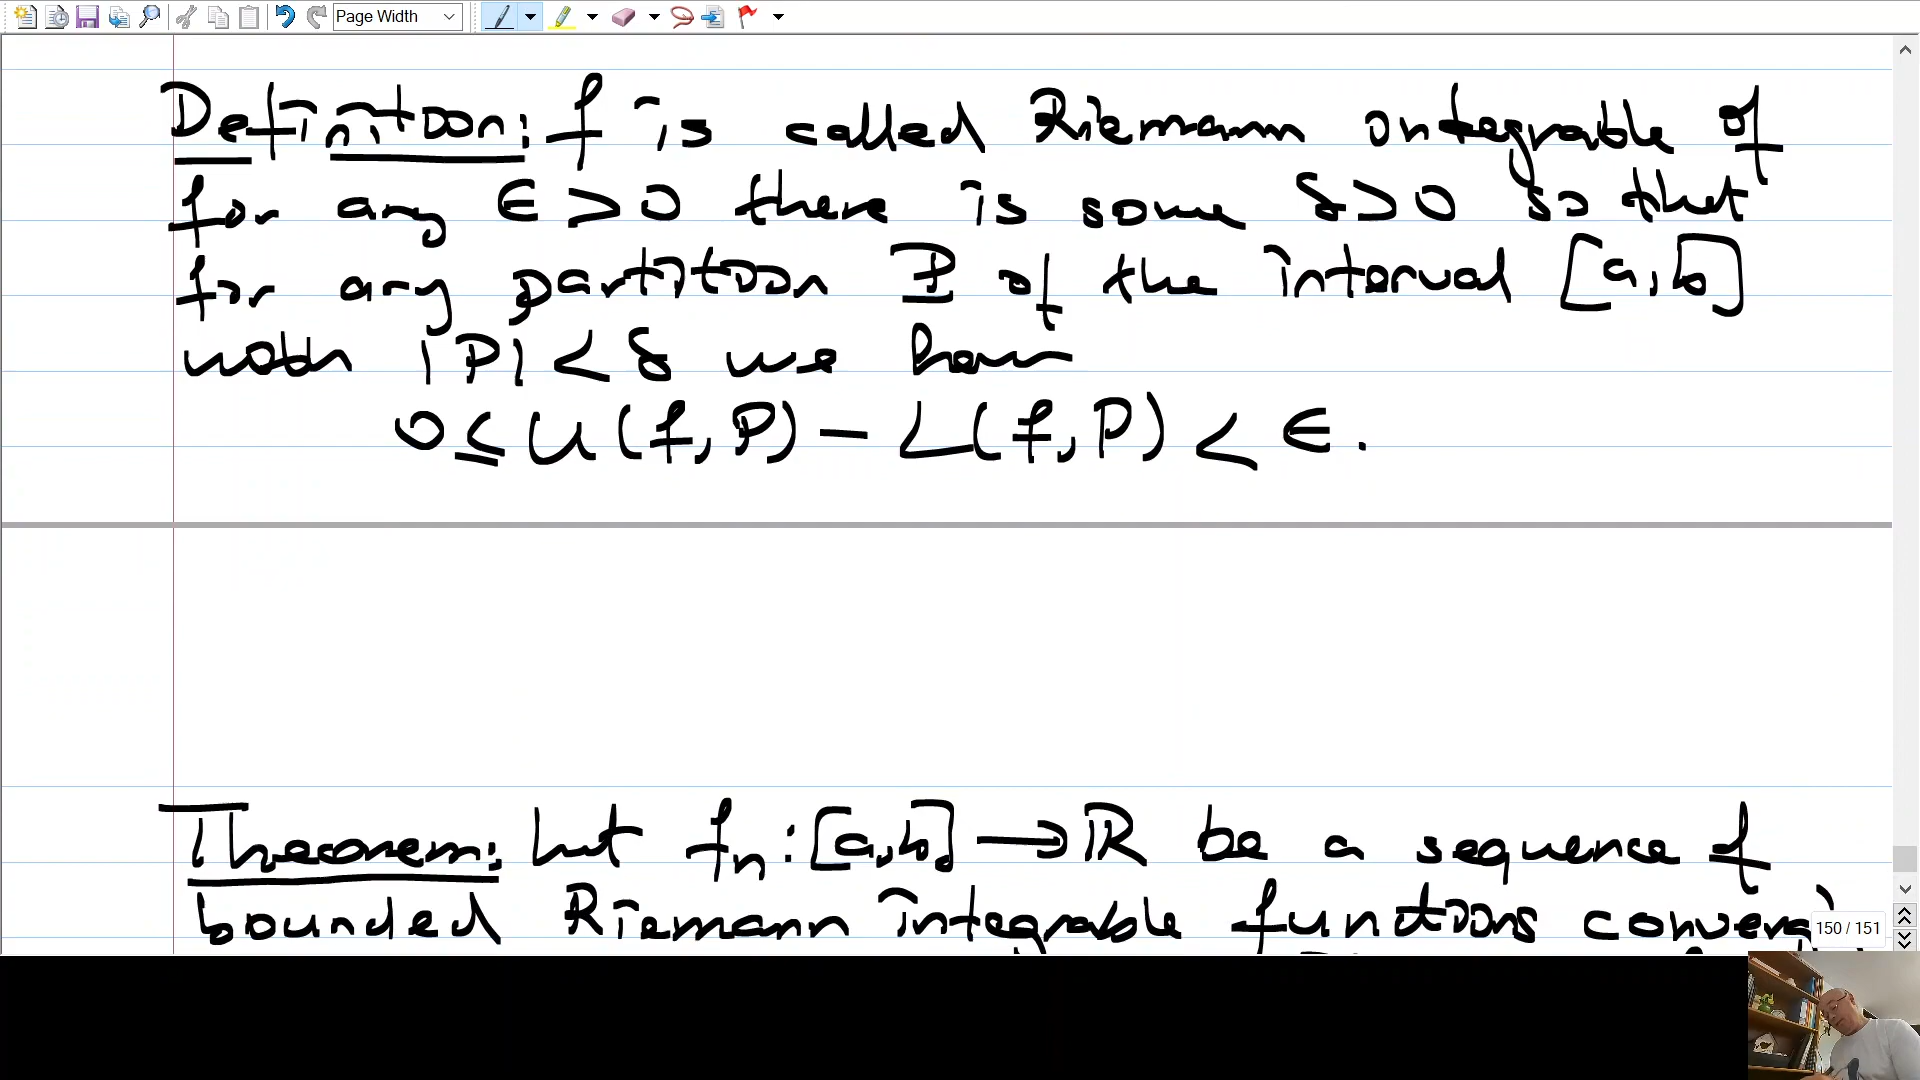 Page Width
Definition: f is called Riemann integrable if
for any ϵ > 0 there is some δ > 0 so that
for any partition P of the interval [a,b]
with |P| < δ we have
0 ≤ U(f,P) - L(f,P) < ϵ.
Theorem: Let fn : [a,b] → ℝ be a sequence of
bounded Riemann integrable functions converg
150 / 151